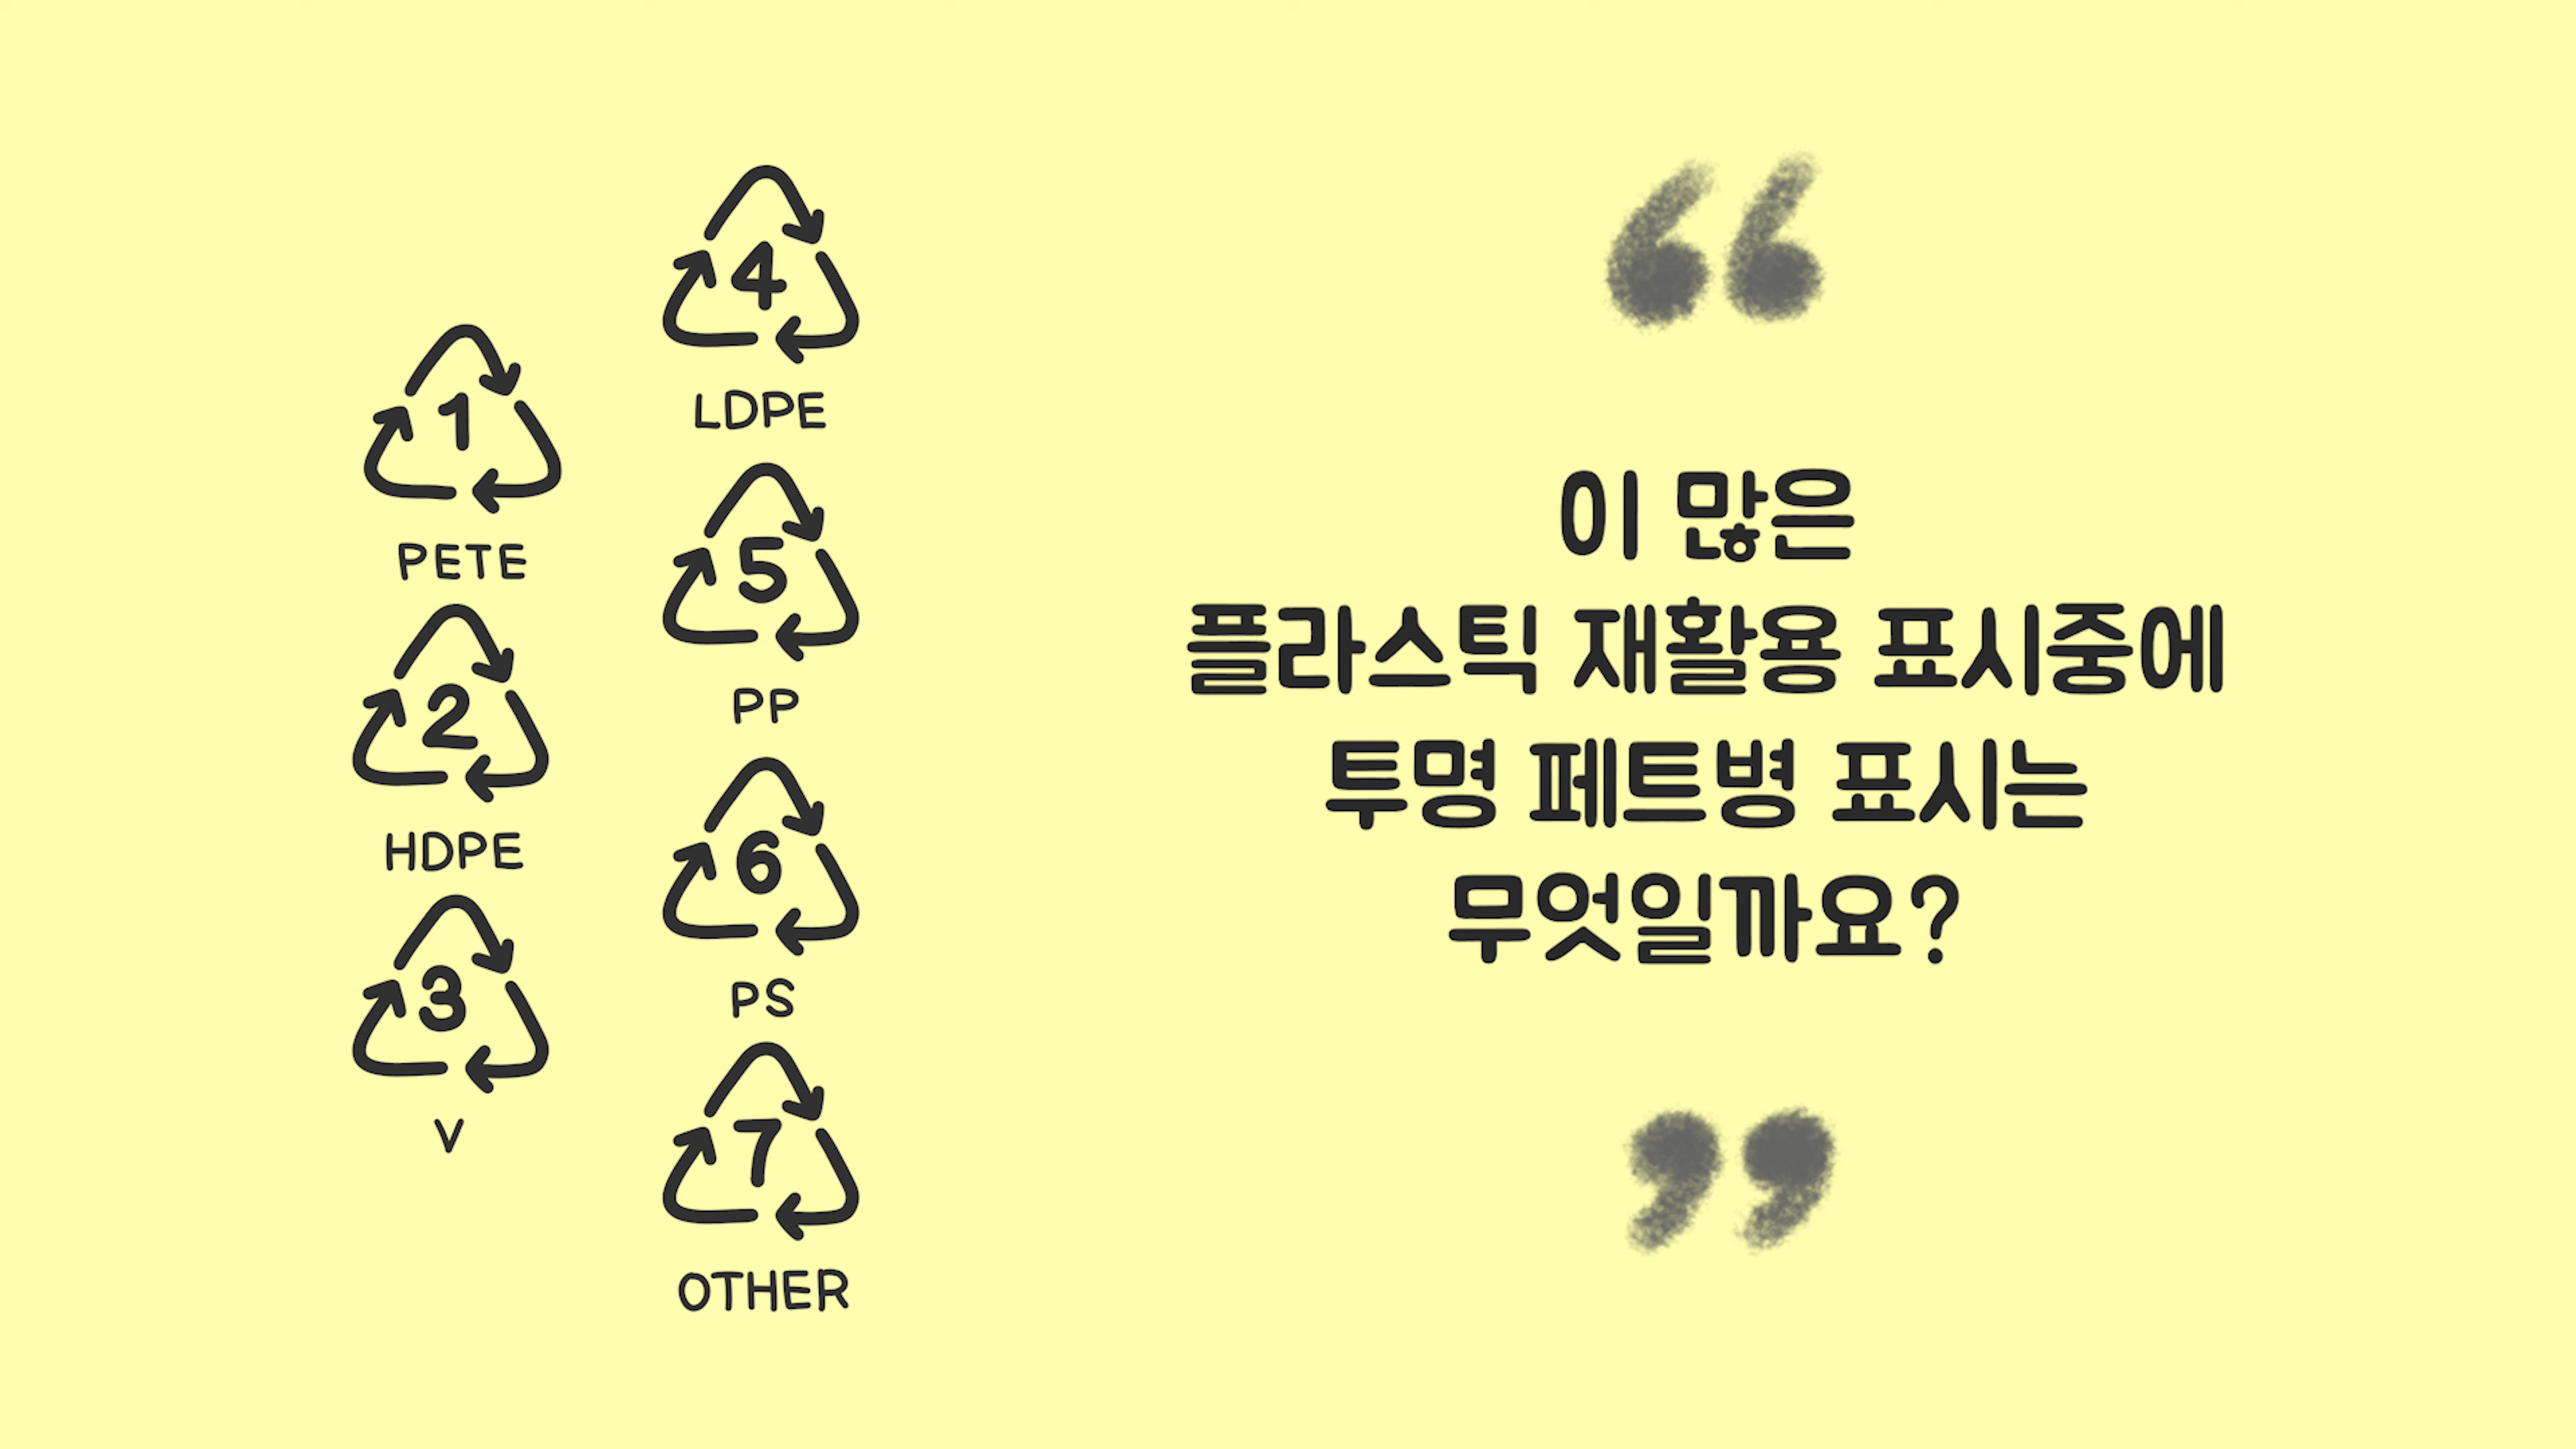 1
PETE
2
HDPE
3
V
4
LDPE
5
PP
6
PS
7
OTHER
“
이 많은
플라스틱 재활용 표시중에
투명 페트병 표시는
무엇일까요?
”